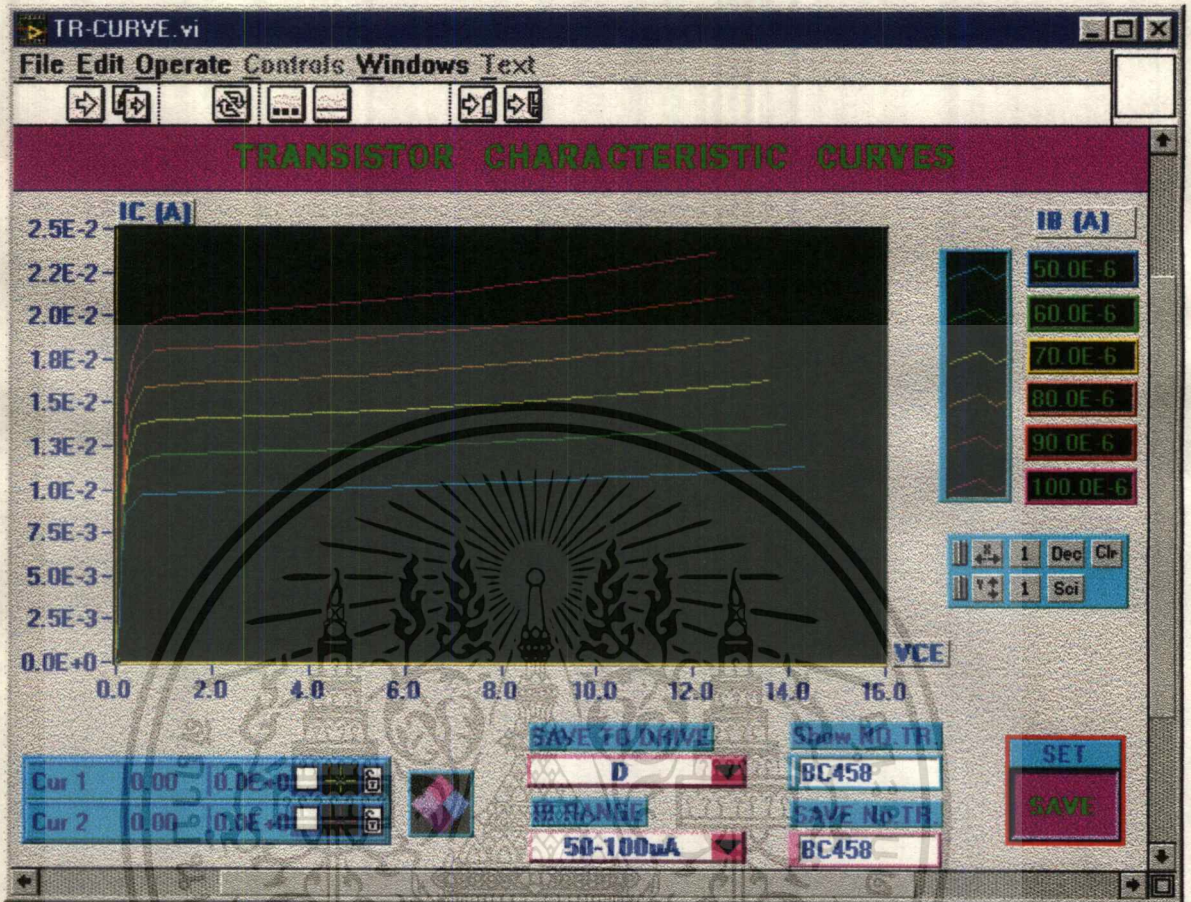 TR-CURVE.vi
File Edit Operate Controls Windows Text
TRANSISTOR CHARACTERISTIC CURVES
IC (A)
2.5E-2
2.2E-2
2.0E-2
1.8E-2
1.5E-2
1.3E-2
1.0E-2
7.5E-3
5.0E-3
2.5E-3
0.0E+0
0.0 2.0 4.0 6.0 8.0 10.0 12.0 14.0 16.0
VCE
IB (A)
50.0E-6
60.0E-6
70.0E-6
80.0E-6
90.0E-6
100.0E-6
X 1 Dec Clr
Y 1 Sci
Cur 1 0.00 0.0E+0
Cur 2 0.00 0.0E+0
SAVE TO DRIVE
D
IB RANGE
50-100uA
Show NO.TR.
BC458
SAVE No.TR.
BC458
SET
SAVE